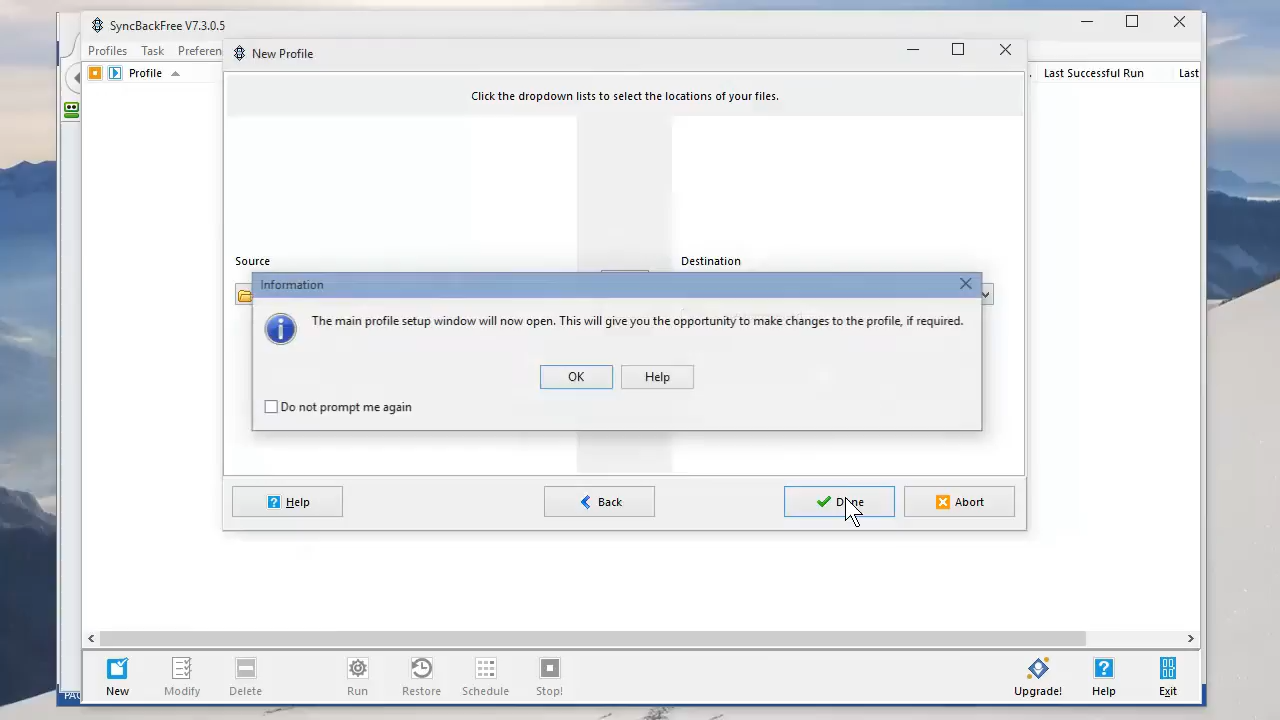 SyncBackFree V7.3.0.5
Profiles Task Preferen
New Profile
Profile
Last Successful Run
Last
Click the dropdown lists to select the locations of your files.
Source
Destination
Information
The main profile setup window will now open. This will give you the opportunity to make changes to the profile, if required.
OK
Help
Do not prompt me again
Help
Back
Done
Abort
New
Modify
Delete
Run
Restore
Schedule
Stop!
Upgrade!
Help
Exit